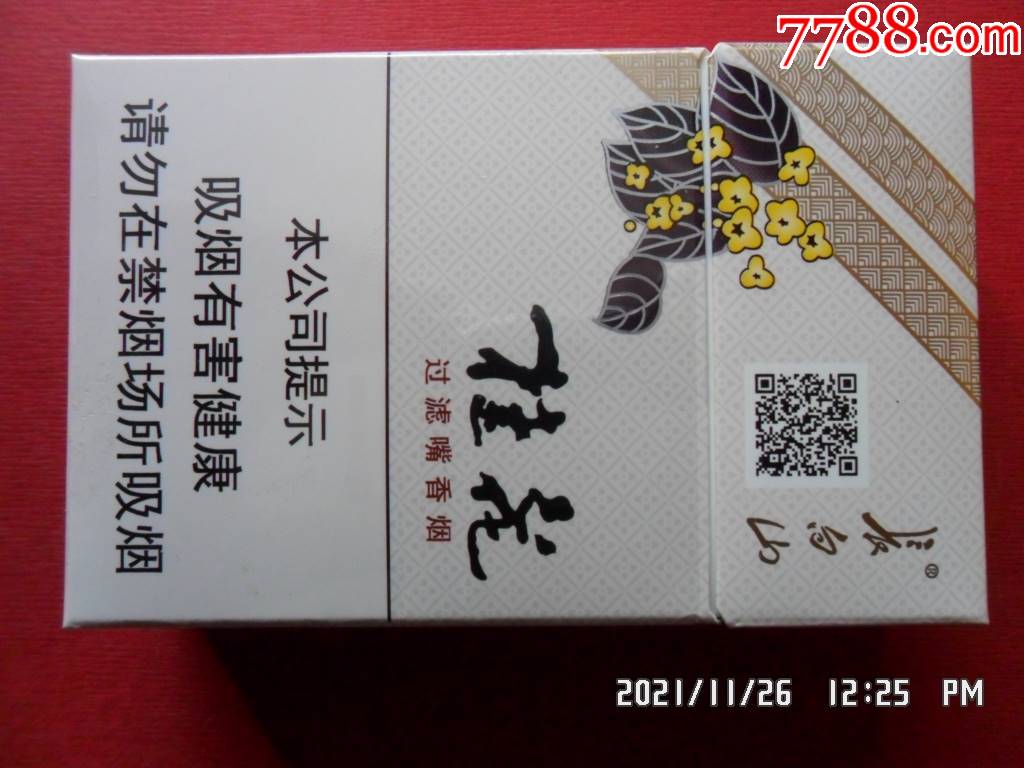 7788.com
长白山®
桂花
过滤嘴香烟
本公司提示
吸烟有害健康
请勿在禁烟场所吸烟
2021/11/26 12:25 PM